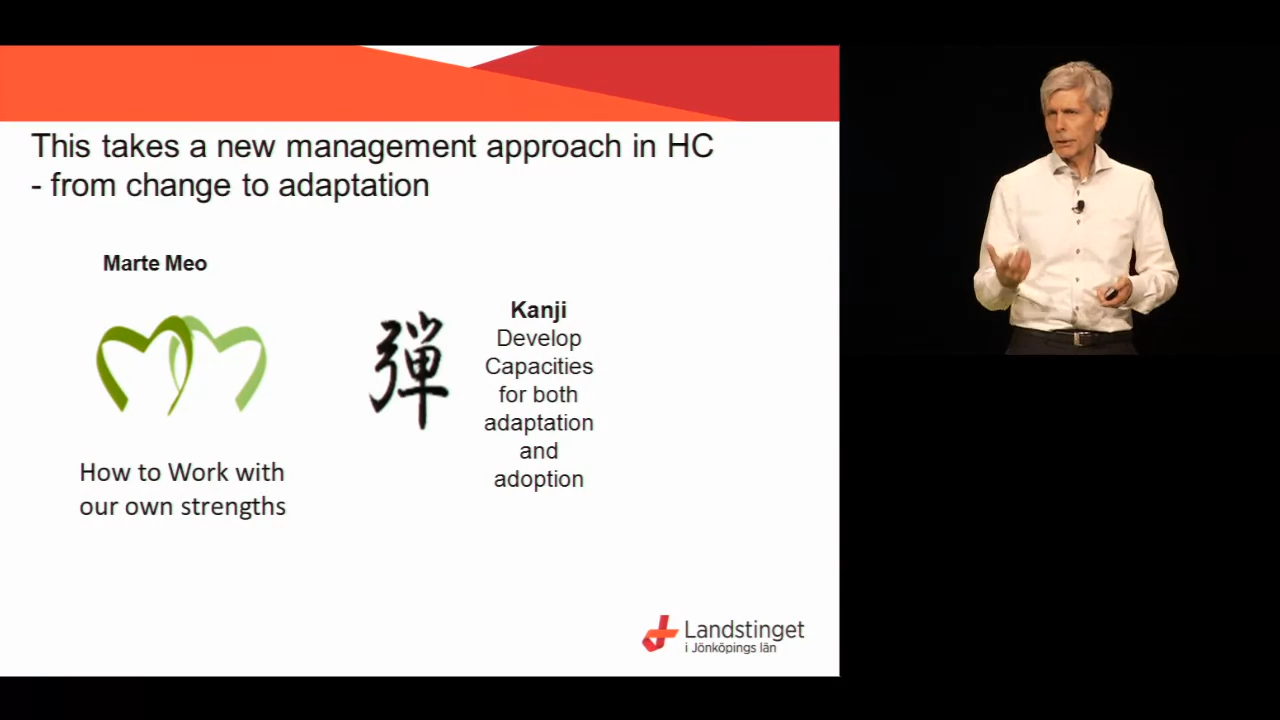 This takes a new management approach in HC
- from change to adaptation
Marte Meo
How to Work with
our own strengths
弾
Kanji
Develop
Capacities
for both
adaptation
and
adoption
Landstinget
i Jönköpings län